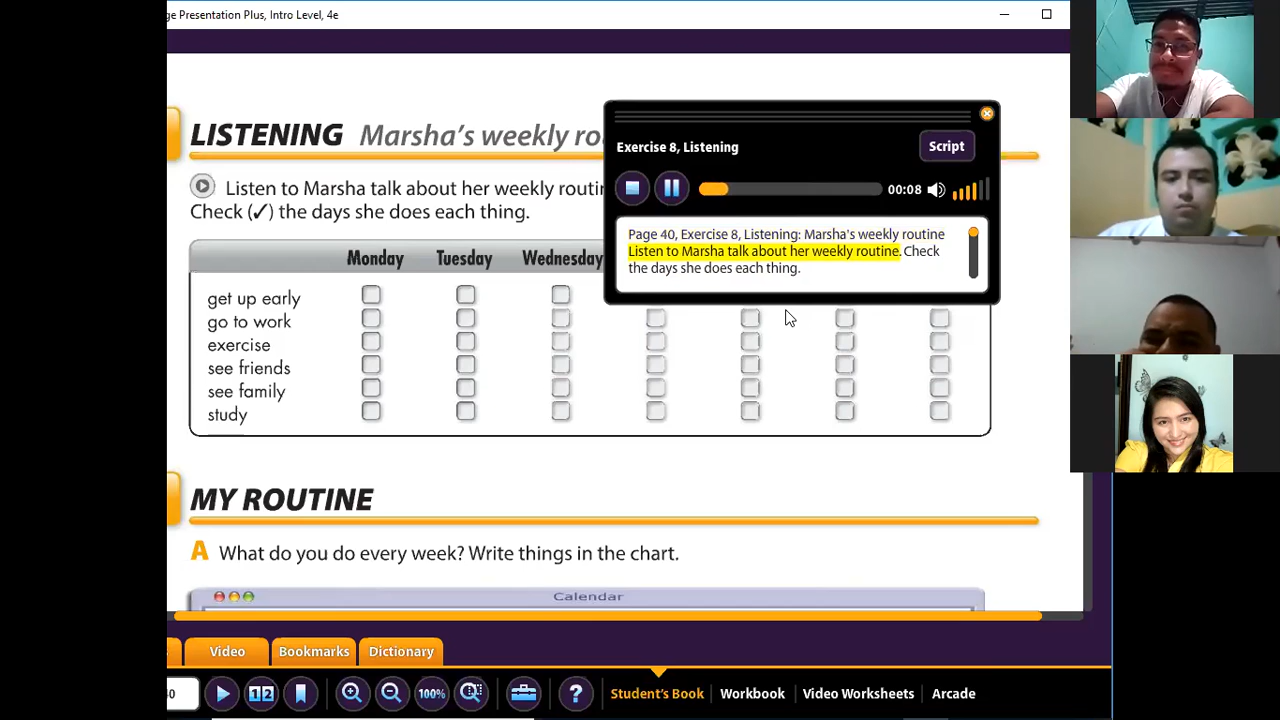 ge Presentation Plus, Intro Level, 4e
LISTENING Marsha's weekly ro
Listen to Marsha talk about her weekly routin
Check (✓) the days she does each thing.
Exercise 8, Listening
Script
00:08
Page 40, Exercise 8, Listening: Marsha's weekly routine
Listen to Marsha talk about her weekly routine. Check
the days she does each thing.
Monday Tuesday Wednesday
get up early
go to work
exercise
see friends
see family
study
MY ROUTINE
A What do you do every week? Write things in the chart.
Calendar
Video Bookmarks Dictionary
0 1 2 100% ? Student's Book Workbook Video Worksheets Arcade